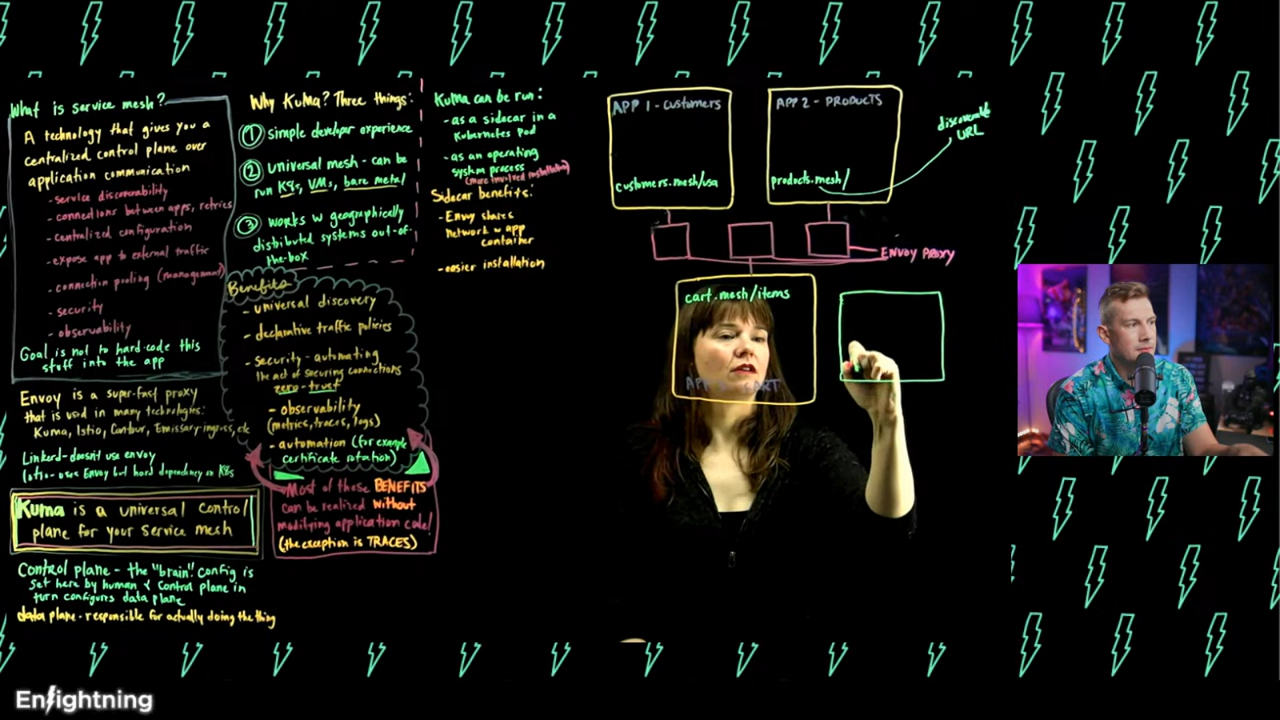 What is service mesh?
A technology that gives you a
centralized control plane over
application communication
- service discoverability
- connections between apps, retries
- centralized configuration
- expose app to external traffic
- connection pooling (management)
- security
- observability
Goal is not to hard-code this
stuff into the app
Envoy is a super-fast proxy
that is used in many technologies:
Kuma, Istio, Contour, Emissary-ingress, etc
Linkerd - doesn't use envoy
Istio - uses Envoy but hard dependency on K8s
Kuma is a universal control
plane for your service mesh
Control plane - the "brain". config is
set here by human & control plane in
turn configures data plane
data plane - responsible for actually doing the thing
Why Kuma? Three things:
1 simple developer experience
2 universal mesh - can be
run K8s, VMs, bare metal
3 works w geographically
distributed systems out-of-
the-box
Benefits
- universal discovery
- declarative traffic policies
- security - automating
the act of securing connections
zero-trust
- observability
(metrics, traces, logs)
- automation (for example
certificate rotation)
Most of these BENEFITS
can be realized without
modifying application code!
(the exception is TRACES)
Kuma can be run:
- as a sidecar in a
Kubernetes Pod
- as an operating
system process
(more involved installation)
Sidecar benefits:
- Envoy shares
Network w app
container
- easier installation
APP 1 - customers
customers.mesh/usa
APP 2 - PRODUCTS
products.mesh/
discoverable
URL
ENVOY PROXY
cart.mesh/items
CART
Enlightning